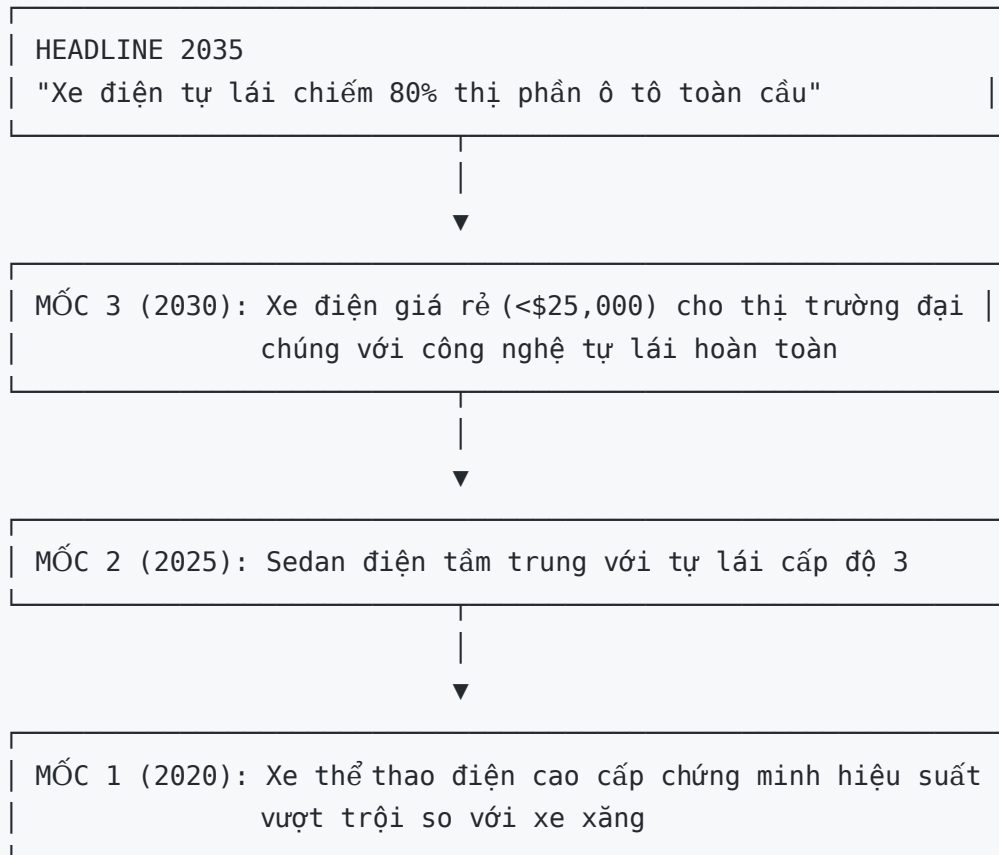 HEADLINE 2035
"Xe điện tự lái chiếm 80% thị phần ô tô toàn cầu"
MỐC 3 (2030): Xe điện giá rẻ (<$25,000) cho thị trường đại
chúng với công nghệ tự lái hoàn toàn
MỐC 2 (2025): Sedan điện tầm trung với tự lái cấp độ 3
MỐC 1 (2020): Xe thể thao điện cao cấp chứng minh hiệu suất
vượt trội so với xe xăng